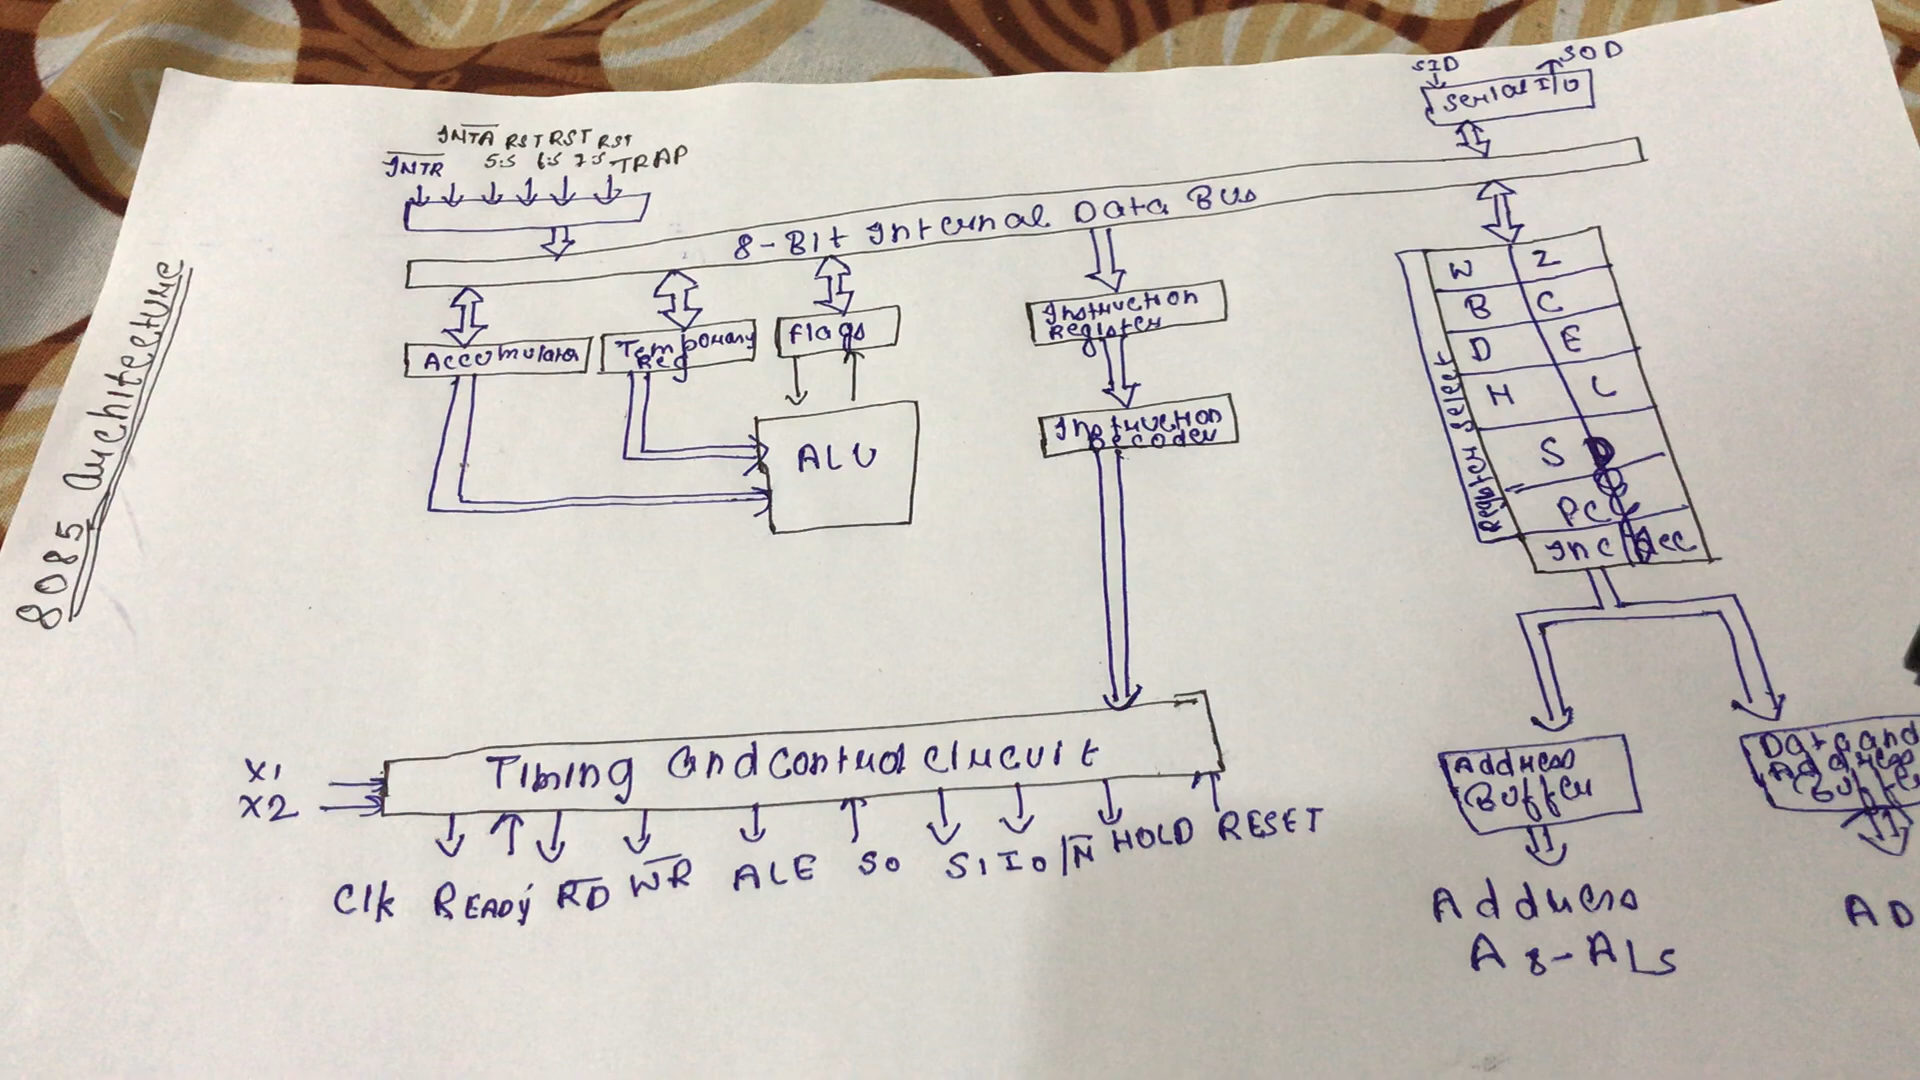 8085 Architecture
SID SOD
Serial I/O
INTA RST RST RST
INTR 5.5 6.5 7.5 TRAP
8-Bit Internal Data Bus
Accumulator
Temporary
Reg
Flags
ALU
Instruction
Register
Instruction
Decoder
Register Select
W Z
B C
D E
H L
S P
PC
Inc Dec
X1
X2
Timing and control circuit
Clk READY RD WR ALE S0 S1 IO/M HOLD RESET
Address
Buffer
Data and
Address
Buffer
Address
A8-A15
AD